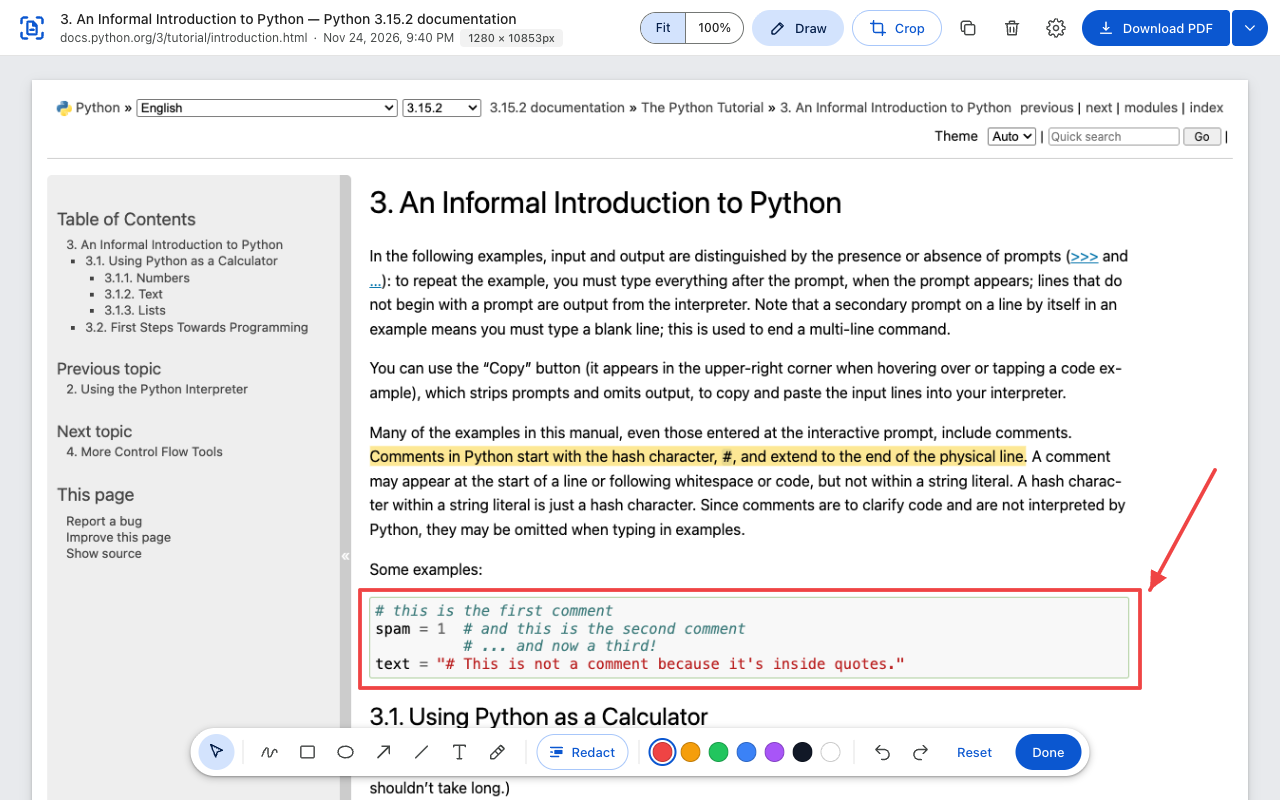 3. An Informal Introduction to Python — Python 3.15.2 documentation
docs.python.org/3/tutorial/introduction.html · Nov 24, 2026, 9:40 PM 1280 × 10853px
Fit 100% Draw Crop Download PDF
Python » English 3.15.2 3.15.2 documentation » The Python Tutorial » 3. An Informal Introduction to Python previous | next | modules | index
Theme Auto | Quick search Go |
Table of Contents
3. An Informal Introduction to Python
3.1. Using Python as a Calculator
3.1.1. Numbers
3.1.2. Text
3.1.3. Lists
3.2. First Steps Towards Programming
Previous topic
2. Using the Python Interpreter
Next topic
4. More Control Flow Tools
This page
Report a bug
Improve this page
Show source
«
3. An Informal Introduction to Python
In the following examples, input and output are distinguished by the presence or absence of prompts (>>> and
...): to repeat the example, you must type everything after the prompt, when the prompt appears; lines that do
not begin with a prompt are output from the interpreter. Note that a secondary prompt on a line by itself in an
example means you must type a blank line; this is used to end a multi-line command.
You can use the “Copy” button (it appears in the upper-right corner when hovering over or tapping a code ex-
ample), which strips prompts and omits output, to copy and paste the input lines into your interpreter.
Many of the examples in this manual, even those entered at the interactive prompt, include comments.
Comments in Python start with the hash character, #, and extend to the end of the physical line. A comment
may appear at the start of a line or following whitespace or code, but not within a string literal. A hash charac-
ter within a string literal is just a hash character. Since comments are to clarify code and are not interpreted by
Python, they may be omitted when typing in examples.
Some examples:
# this is the first comment
spam = 1  # and this is the second comment
          # ... and now a third!
text = "# This is not a comment because it's inside quotes."
3.1. Using Python as a Calculator
T Redact Reset Done
shouldn’t take long.)